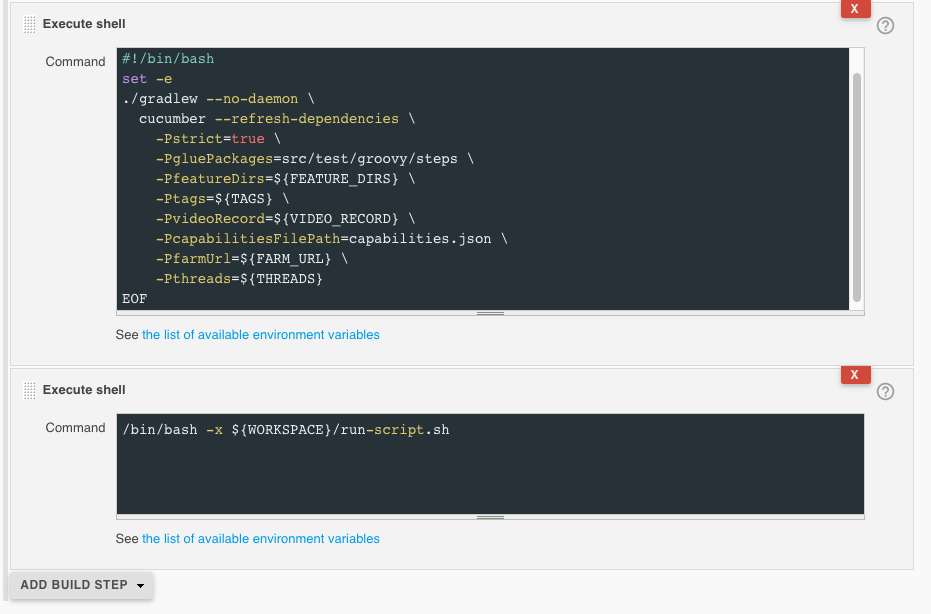 X
Execute shell
?
Command
#!/bin/bash
set -e
./gradlew --no-daemon \
  cucumber --refresh-dependencies \
    -Pstrict=true \
    -PgluePackages=src/test/groovy/steps \
    -PfeatureDirs=${FEATURE_DIRS} \
    -Ptags=${TAGS} \
    -PvideoRecord=${VIDEO_RECORD} \
    -PcapabilitiesFilePath=capabilities.json \
    -PfarmUrl=${FARM_URL} \
    -Pthreads=${THREADS}
EOF
See the list of available environment variables
X
Execute shell
?
Command
/bin/bash -x ${WORKSPACE}/run-script.sh
See the list of available environment variables
ADD BUILD STEP